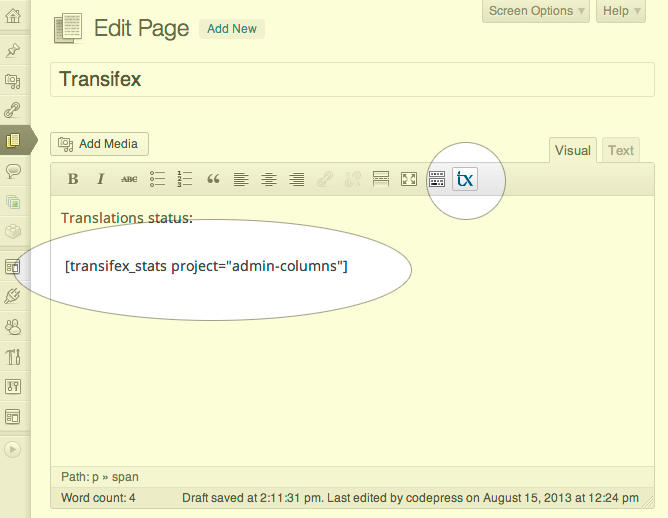 Screen Options ▾ Help ▾
Edit Page Add New
Transifex
Add Media
Visual Text
B I ABC tx
Translations status:
[transifex_stats project="admin-columns"]
Path: p » span
Word count: 4 Draft saved at 2:11:31 pm. Last edited by codepress on August 15, 2013 at 12:24 pm